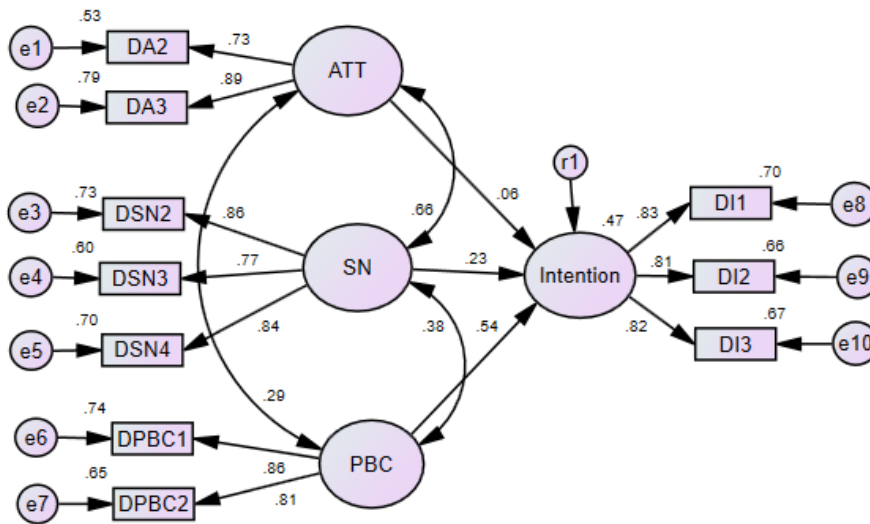 .53
e1
DA2
.73
ATT
.79
.89
e2
DA3
r1
.70
.73
.06
.83
DI1
e8
e3
DSN2
.86
.66
.47
.60
SN
.23
Intention
.81
.66
DI2
e9
e4
DSN3
.77
.70
.38
.54
.82
.67
e5
DSN4
.84
DI3
e10
.29
.74
e6
DPBC1
.86
PBC
.65
e7
DPBC2
.81